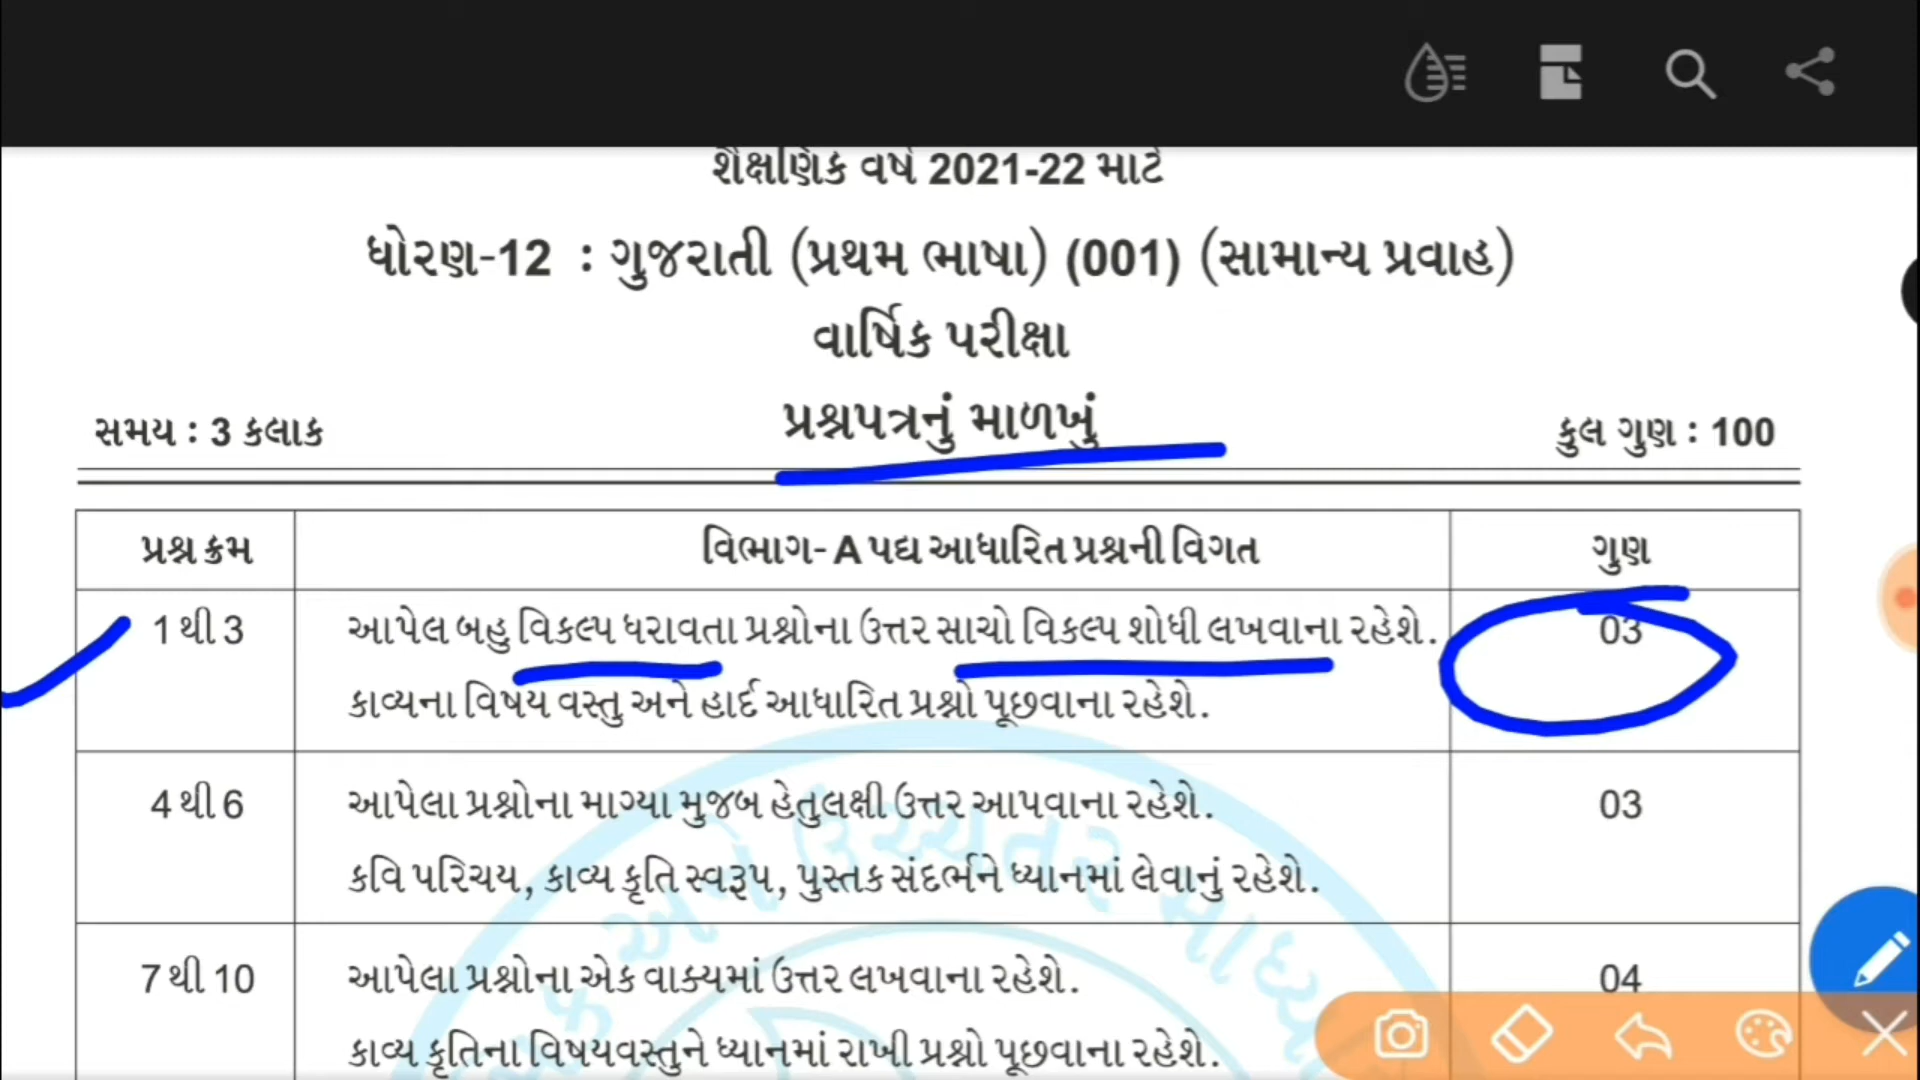 શૈક્ષણિક વર્ષ 2021-22 માટે
ધોરણ-12 : ગુજરાતી (પ્રથમ ભાષા) (001) (સામાન્ય પ્રવાહ)
વાર્ષિક પરીક્ષા
પ્રશ્નપત્રનું માળખું
સમય : 3 કલાક
કુલ ગુણ : 100
પ્રશ્ન ક્રમ વિભાગ- A પદ્ય આધારિત પ્રશ્નની વિગત ગુણ
1 થી 3 આપેલ બહુ વિકલ્પ ધરાવતા પ્રશ્નોના ઉત્તર સાચો વિકલ્પ શોધી લખવાના રહેશે. 03
કાવ્યના વિષય વસ્તુ અને હાર્દ આધારિત પ્રશ્નો પૂછવાના રહેશે.
4 થી 6 આપેલા પ્રશ્નોના માગ્યા મુજબ હેતુલક્ષી ઉત્તર આપવાના રહેશે. 03
કવિ પરિચય, કાવ્ય કૃતિ સ્વરૂપ, પુસ્તક સંદર્ભને ધ્યાનમાં લેવાનું રહેશે.
7 થી 10 આપેલા પ્રશ્નોના એક વાક્યમાં ઉત્તર લખવાના રહેશે. 04
કાવ્ય કૃતિના વિષયવસ્તુને ધ્યાનમાં રાખી પ્રશ્નો પૂછવાના રહેશે.
અને ઉચ્ચતર